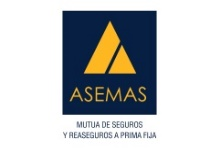 ASEMAS
MUTUA DE SEGUROS
Y REASEGUROS A PRIMA FIJA